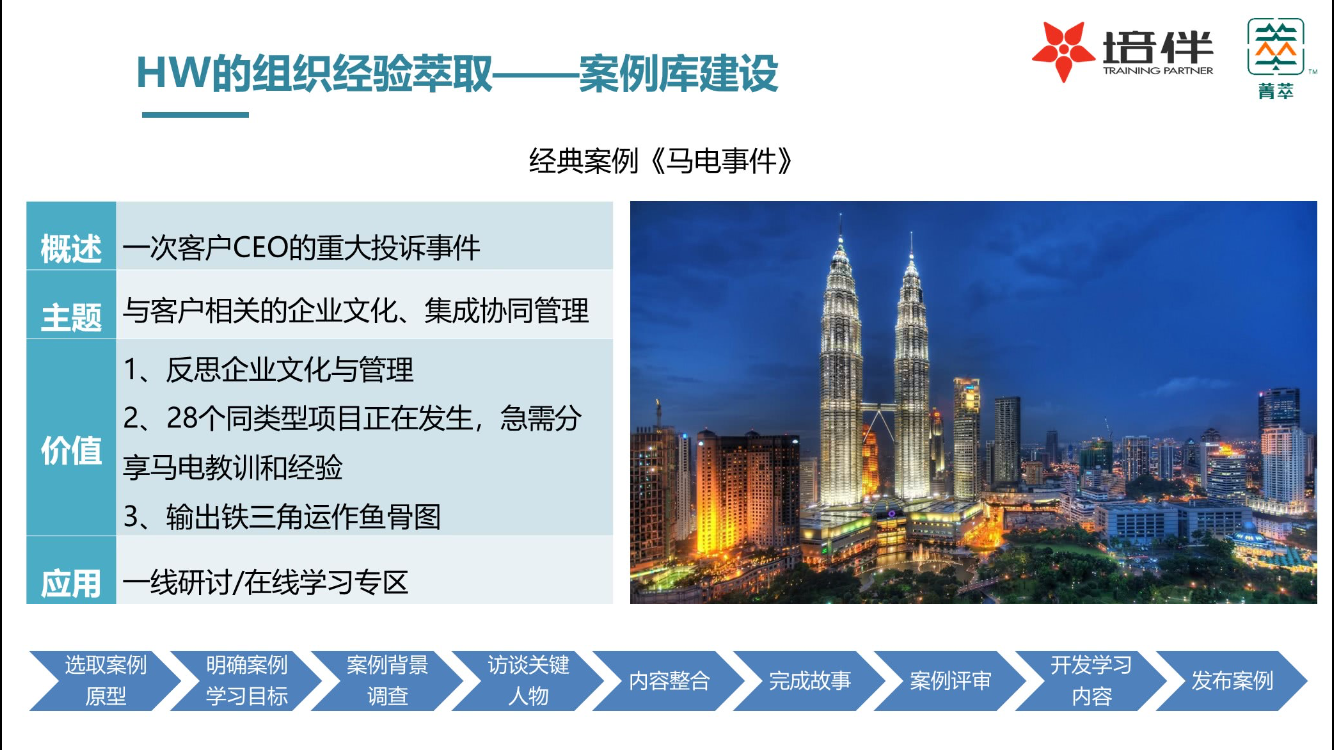 HW的组织经验萃取——案例库建设
培伴
TRAINING PARTNER
TM
菁萃
经典案例《马电事件》
概述
一次客户CEO的重大投诉事件
主题
与客户相关的企业文化、集成协同管理
价值
1、反思企业文化与管理
2、28个同类型项目正在发生，急需分
享马电教训和经验
3、输出铁三角运作鱼骨图
应用
一线研讨/在线学习专区
选取案例
原型
明确案例
学习目标
案例背景
调查
访谈关键
人物
内容整合
完成故事
案例评审
开发学习
内容
发布案例